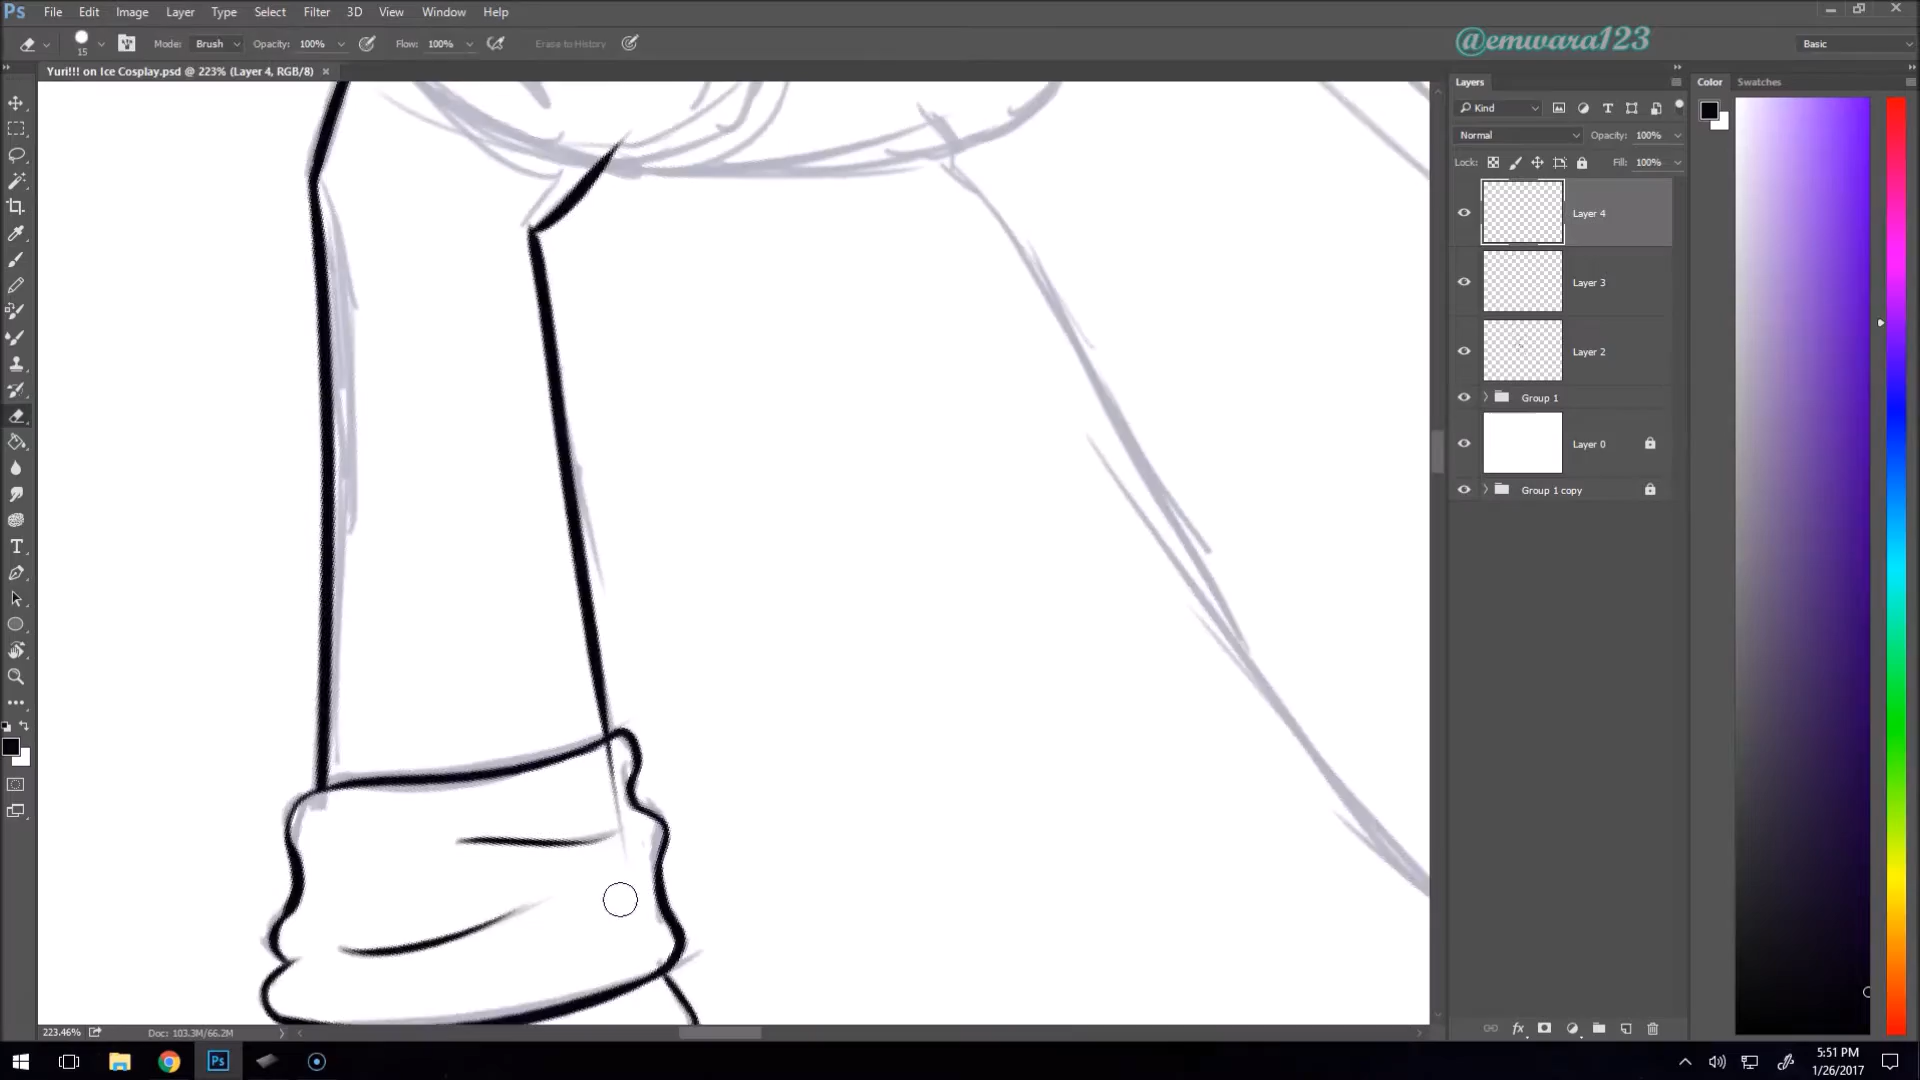 Ps File Edit Image Layer Type Select Filter 3D View Window Help
@emwara123
15 Mode: Brush Opacity: 100% Flow: 100% Erase to History Basic
Yuri!!! on Ice Cosplay.psd @ 223% (Layer 4, RGB/8) ×
Layers
Color Swatches
Kind
Normal Opacity: 100%
Lock: Fill: 100%
Layer 4
Layer 3
Layer 2
Group 1
Layer 0
Group 1 copy
223.46% Doc: 103.3M/66.2M
fx
Ps
5:51 PM
1/26/2017